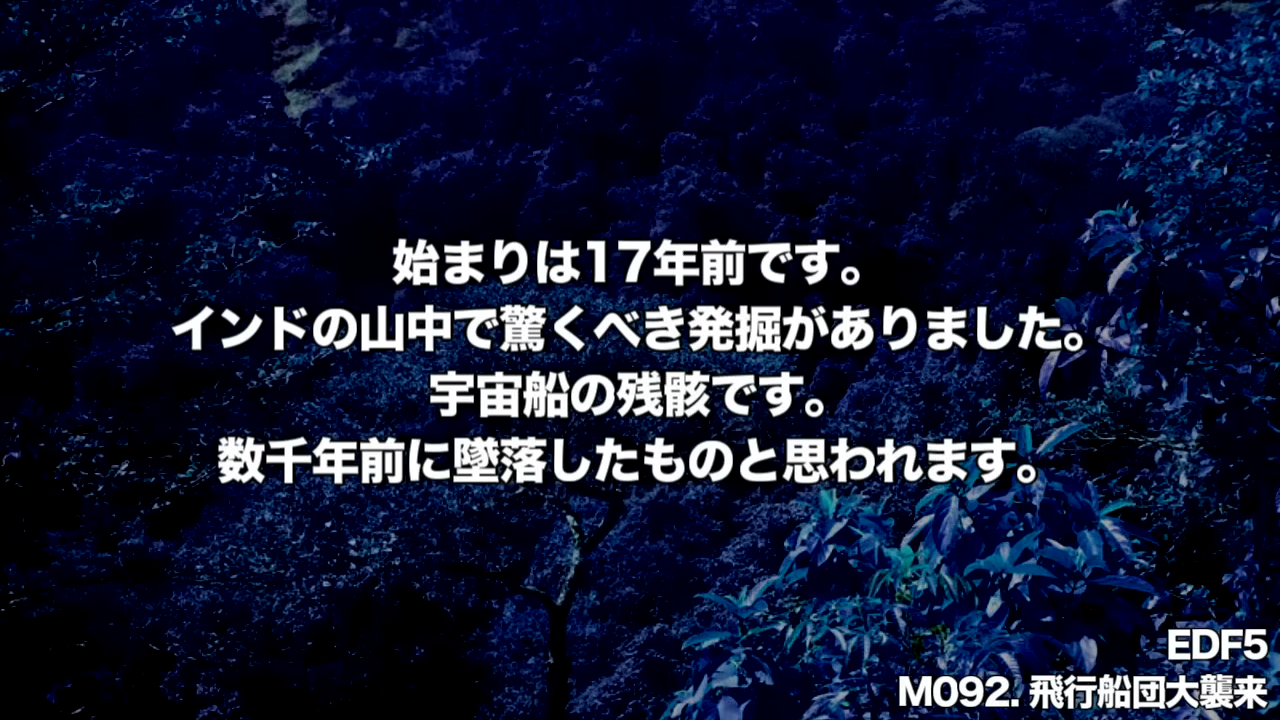 始まりは17年前です。
インドの山中で驚くべき発掘がありました。
宇宙船の残骸です。
数千年前に墜落したものと思われます。
EDF5
M092. 飛行船団大襲来